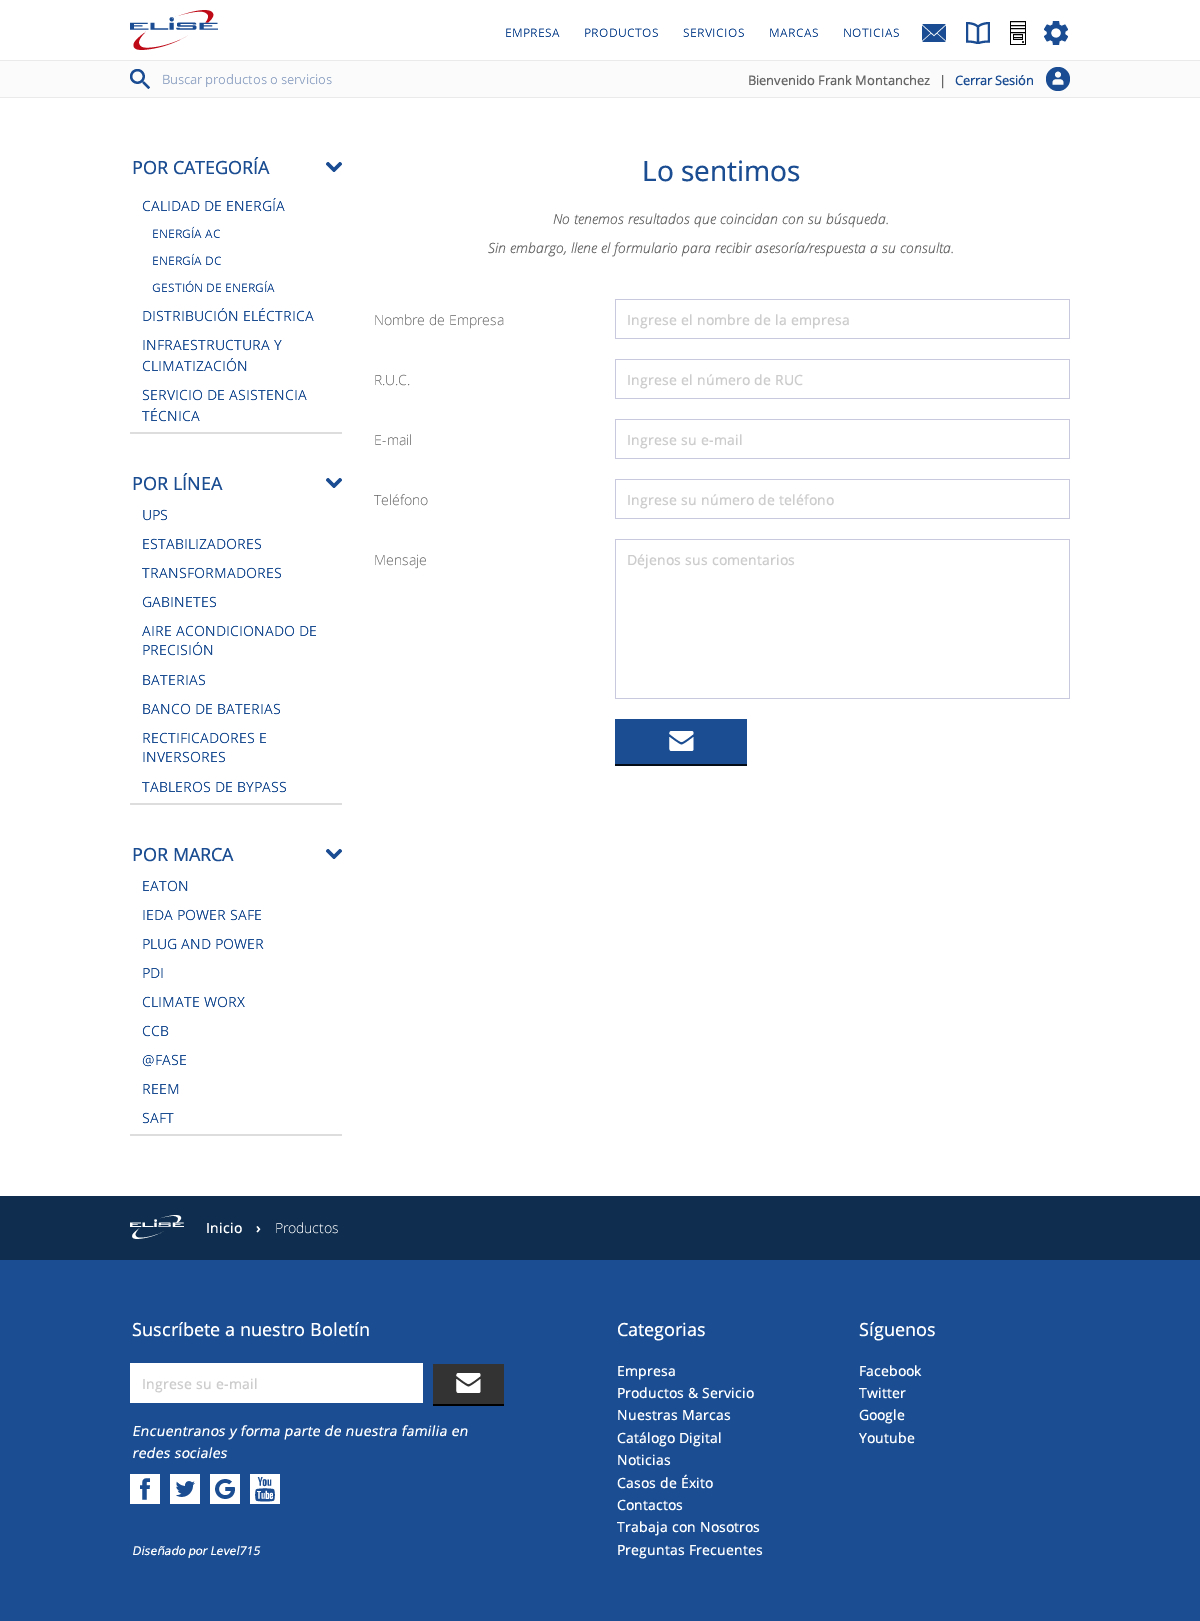 ELISE
EMPRESA PRODUCTOS SERVICIOS MARCAS NOTICIAS
Buscar productos o servicios
Bienvenido Frank Montanchez | Cerrar Sesión
POR CATEGORÍA
CALIDAD DE ENERGÍA
ENERGÍA AC
ENERGÍA DC
GESTIÓN DE ENERGÍA
DISTRIBUCIÓN ELÉCTRICA
INFRAESTRUCTURA Y
CLIMATIZACIÓN
SERVICIO DE ASISTENCIA
TÉCNICA
POR LÍNEA
UPS
ESTABILIZADORES
TRANSFORMADORES
GABINETES
AIRE ACONDICIONADO DE
PRECISIÓN
BATERIAS
BANCO DE BATERIAS
RECTIFICADORES E
INVERSORES
TABLEROS DE BYPASS
POR MARCA
EATON
IEDA POWER SAFE
PLUG AND POWER
PDI
CLIMATE WORX
CCB
@FASE
REEM
SAFT
Lo sentimos
No tenemos resultados que coincidan con su búsqueda.
Sin embargo, llene el formulario para recibir asesoría/respuesta a su consulta.
Nombre de Empresa
Ingrese el nombre de la empresa
R.U.C.
Ingrese el número de RUC
E-mail
Ingrese su e-mail
Teléfono
Ingrese su número de teléfono
Mensaje
Déjenos sus comentarios
ELISE
Inicio › Productos
Suscríbete a nuestro Boletín
Ingrese su e-mail
Encuentranos y forma parte de nuestra familia en
redes sociales
You
Tube
Diseñado por Level715
Categorias
Empresa
Productos & Servicio
Nuestras Marcas
Catálogo Digital
Noticias
Casos de Éxito
Contactos
Trabaja con Nosotros
Preguntas Frecuentes
Síguenos
Facebook
Twitter
Google
Youtube